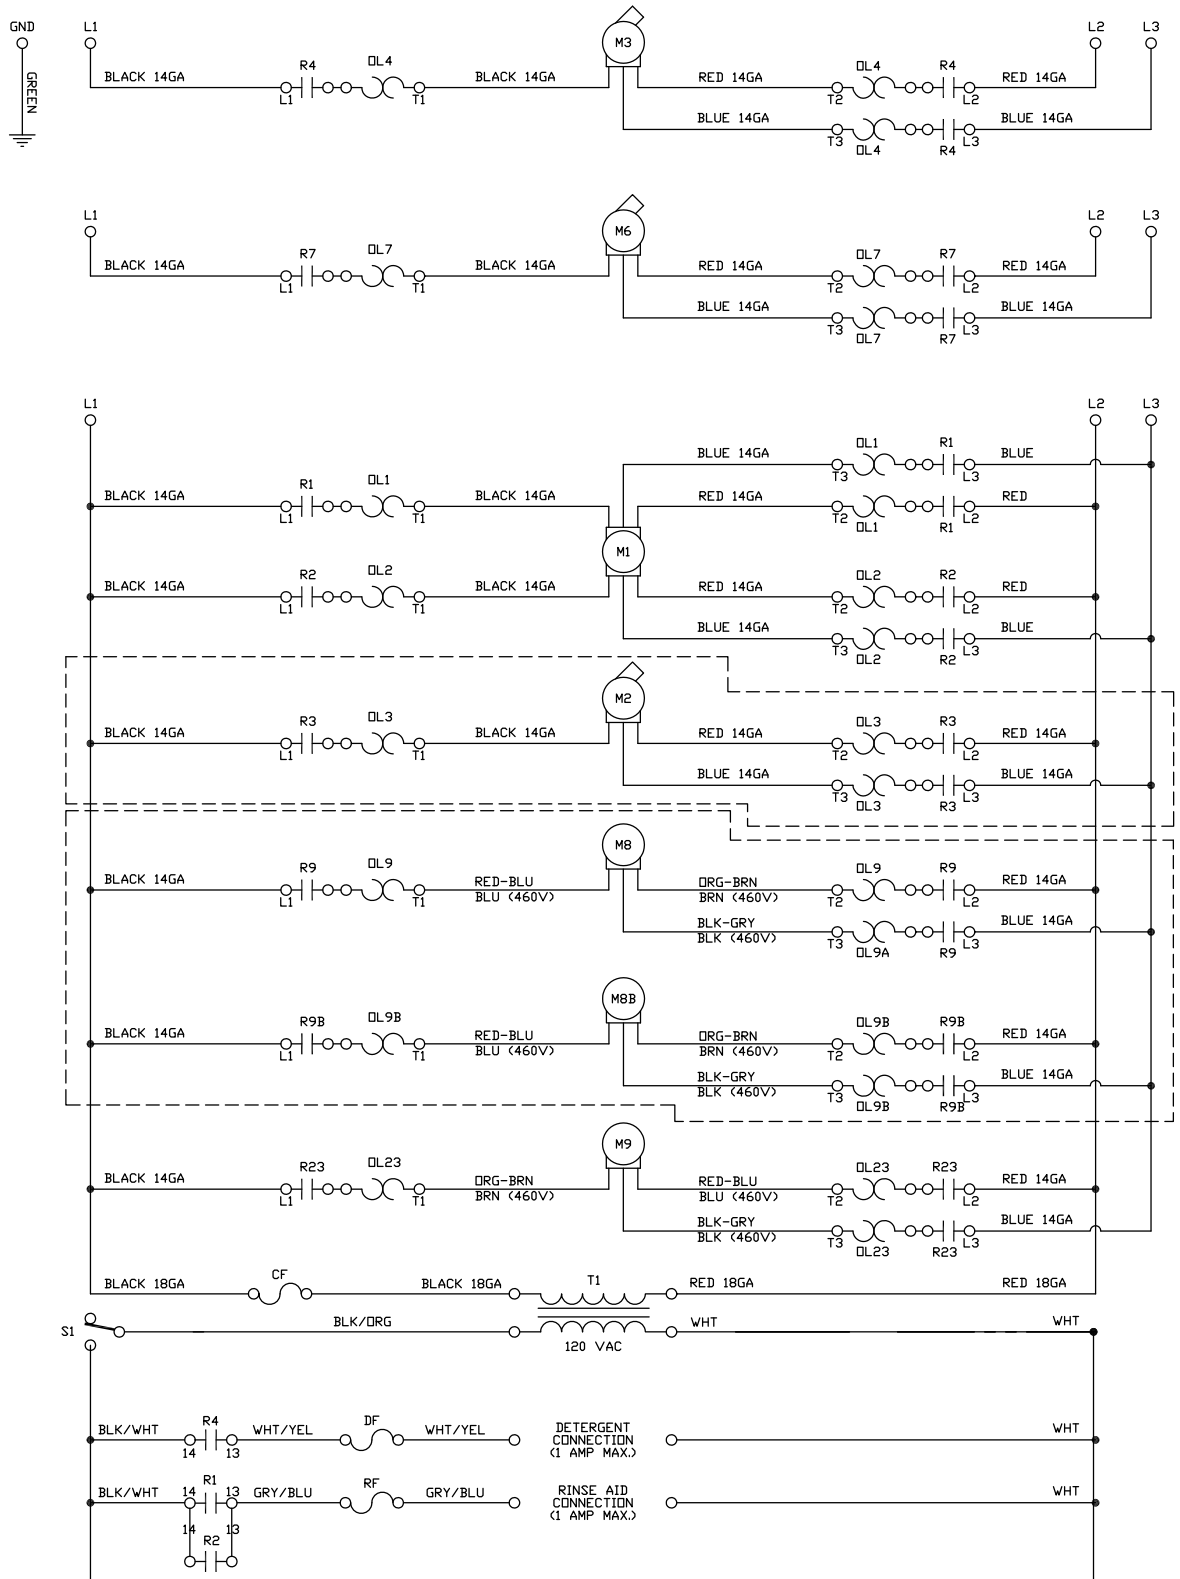 GND L1 M3 L2 L3
GREEN
BLACK 14GA R4 OL4 BLACK 14GA RED 14GA OL4 R4 RED 14GA
L1 T1 T2 L2
BLUE 14GA BLUE 14GA
T3 OL4 R4 L3
L1 M6 L2 L3
BLACK 14GA R7 OL7 BLACK 14GA RED 14GA OL7 R7 RED 14GA
L1 T1 T2 L2
BLUE 14GA BLUE 14GA
T3 OL7 R7 L3
L1 L2 L3
BLUE 14GA OL1 R1 BLUE
T3 L3
BLACK 14GA R1 OL1 BLACK 14GA RED 14GA RED
L1 T1 T2 OL1 R1 L2
M1
BLACK 14GA R2 OL2 BLACK 14GA RED 14GA OL2 R2 RED
L1 T1 T2 L2
BLUE 14GA BLUE
T3 OL2 R2 L3
M2
BLACK 14GA R3 OL3 BLACK 14GA RED 14GA OL3 R3 RED 14GA
L1 T1 T2 L2
BLUE 14GA BLUE 14GA
T3 OL3 R3 L3
M8
BLACK 14GA R9 OL9 RED-BLU ORG-BRN OL9 R9 RED 14GA
L1 T1 BLU (460V) BRN (460V) T2 L2
BLK-GRY BLUE 14GA
BLK (460V) T3 OL9A R9 L3
M8B
BLACK 14GA R9B OL9B RED-BLU ORG-BRN OL9B R9B RED 14GA
L1 T1 BLU (460V) BRN (460V) T2 L2
BLK-GRY BLUE 14GA
BLK (460V) T3 OL9B R9B L3
M9
BLACK 14GA R23 OL23 ORG-BRN RED-BLU OL23 R23 RED 14GA
L1 T1 BRN (460V) BLU (460V) T2 L2
BLK-GRY BLUE 14GA
BLK (460V) T3 OL23 R23 L3
BLACK 18GA CF BLACK 18GA T1 RED 18GA RED 18GA
S1 BLK/ORG WHT WHT
120 VAC
BLK/WHT R4 WHT/YEL DF WHT/YEL DETERGENT WHT
14 13 CONNECTION
(1 AMP MAX.)
BLK/WHT 14 R1 13 GRY/BLU RF GRY/BLU RINSE AID WHT
CONNECTION
(1 AMP MAX.)
14 13
R2